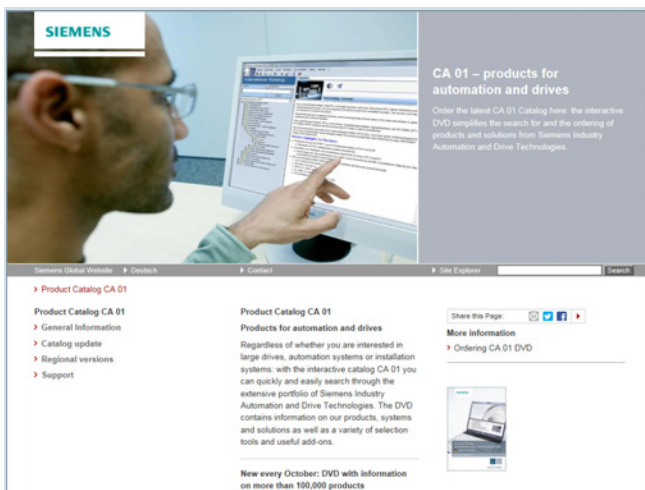 SIEMENS
CA 01 – products for
automation and drives
Order the latest CA 01 Catalog here: the interactive
DVD simplifies the search for and the ordering of
products and solutions from Siemens Industry
Automation and Drive Technologies.
Siemens Global Website
Deutsch
Contact
Site Explorer
Search
Product Catalog CA 01
Product Catalog CA 01
General Information
Catalog update
Regional versions
Support
Product Catalog CA 01
Products for automation and drives
Regardless of whether you are interested in
large drives, automation systems or installation
systems: with the interactive catalog CA 01 you
can quickly and easily search through the
extensive portfolio of Siemens Industry
Automation and Drive Technologies. The DVD
contains information on our products, systems
and solutions as well as a variety of selection
tools and useful add-ons.
New every October: DVD with information
on more than 100,000 products
Share this Page:
More information
Ordering CA 01 DVD